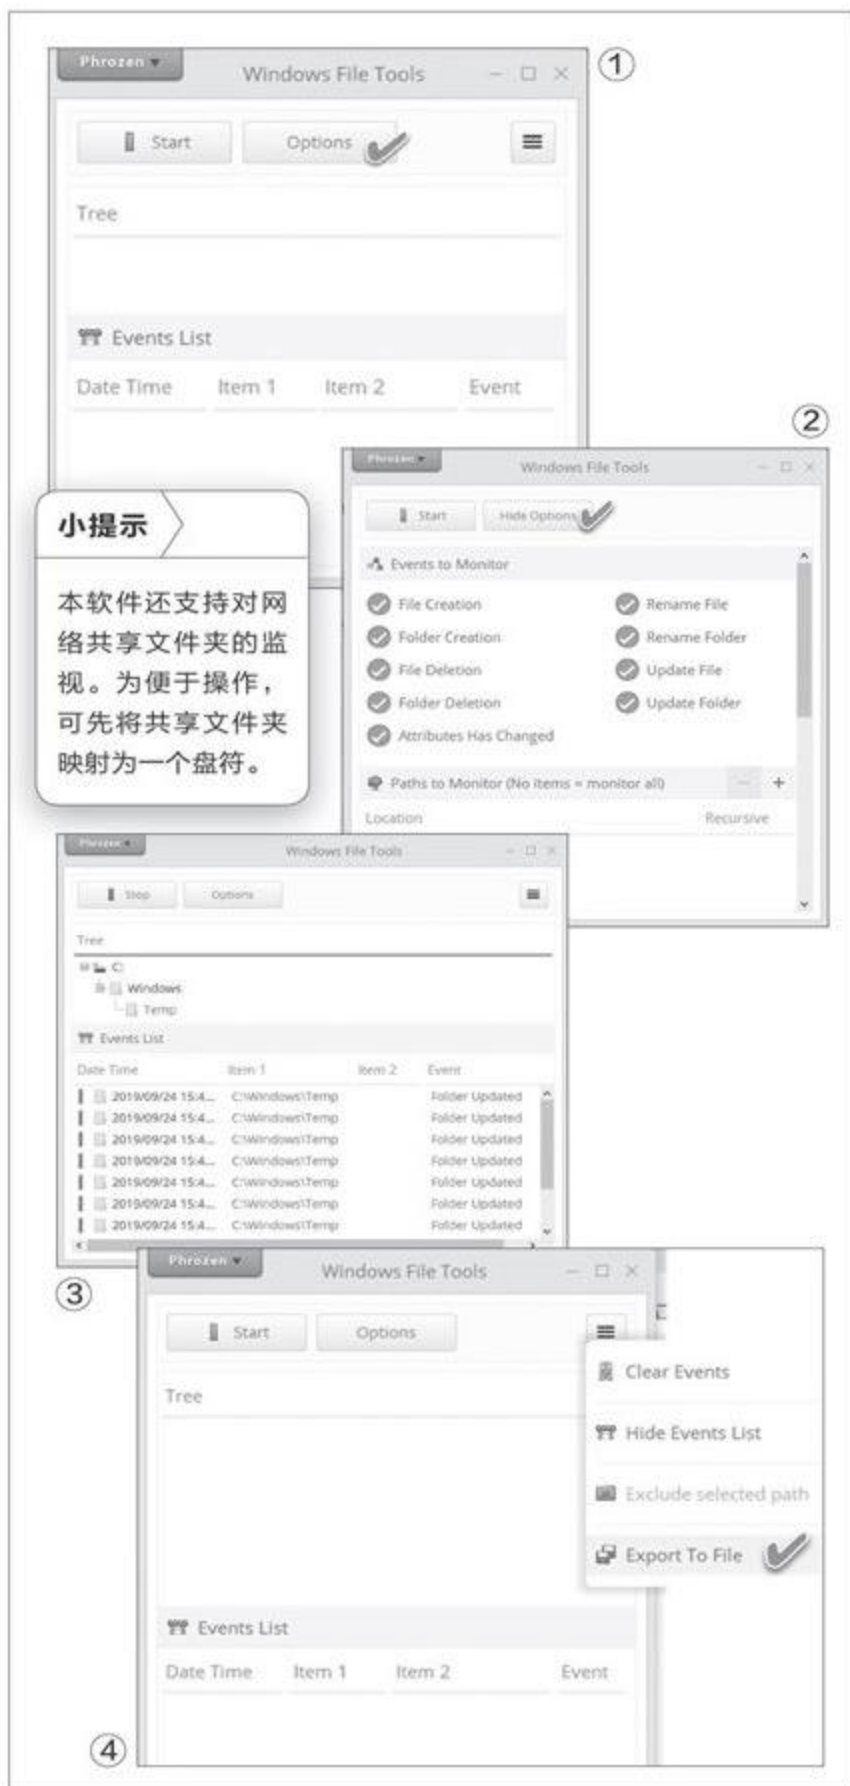 ①
Phrozen
Windows File Tools
Start
Options
Tree
Events List
Date Time Item 1 Item 2 Event
②
Phrozen
Windows File Tools
Start
Hide Options
Events to Monitor
File Creation
Rename File
Folder Creation
Rename Folder
File Deletion
Update File
Folder Deletion
Update Folder
Attributes Has Changed
Paths to Monitor (No items = monitor all) - +
Location
Recursive
小提示
本软件还支持对网
络共享文件夹的监
视。为便于操作，
可先将共享文件夹
映射为一个盘符。
③
Phrozen
Windows File Tools
Stop
Options
Tree
C:
Windows
Temp
Events List
Date Time Item 1 Item 2 Event
2019/09/24 15:4... C:\Windows\Temp Folder Updated
2019/09/24 15:4... C:\Windows\Temp Folder Updated
2019/09/24 15:4... C:\Windows\Temp Folder Updated
2019/09/24 15:4... C:\Windows\Temp Folder Updated
2019/09/24 15:4... C:\Windows\Temp Folder Updated
2019/09/24 15:4... C:\Windows\Temp Folder Updated
2019/09/24 15:4... C:\Windows\Temp Folder Updated
④
Phrozen
Windows File Tools
Start
Options
Clear Events
Hide Events List
Exclude selected path
Export To File
Tree
Events List
Date Time Item 1 Item 2 Event